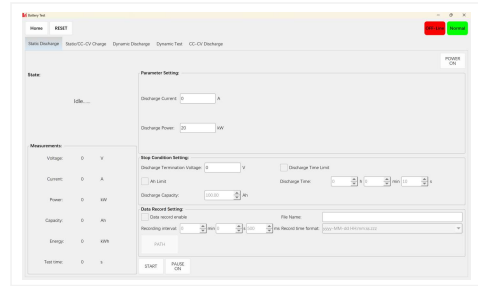 Battery Test
Home RESET Normal
Static Discharge Static/CC-CV Charge Dynamic Discharge Dynamic Test CC-CV Discharge
POWER ON
State:
Idle....
Parameter Setting:
Discharge Current: 0 A
Discharge Power: 20 kW
Measurements:
Voltage: 0 V
Current: 0 A
Power: 0 kW
Capacity: 0 Ah
Energy: 0 kWh
Test time: 0 s
Stop Condition Setting:
Discharge Termination Voltage: 0 V Discharge Time Limit
Ah Limit Discharge Time: 0 h 0 min 10 s
Discharge Capacity: 100.00 Ah
Data Record Setting:
Data record enable File Name:
Recording interval: 0 min 0 s 500 ms Record time format:
PATH
START PAUSE ON